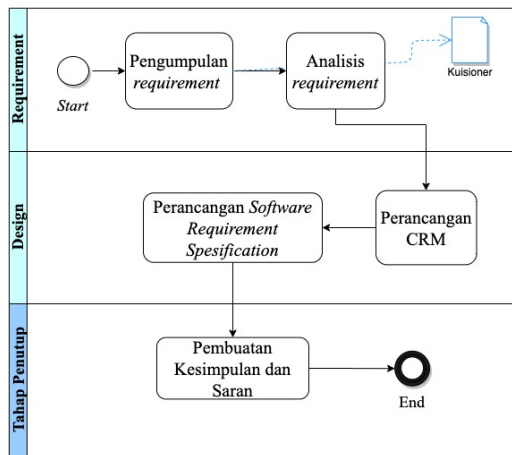 Requirement
Start
Pengumpulan
requirement
Analisis
requirement
Kuisioner
Design
Perancangan Software
Requirement
Spesification
Perancangan
CRM
Tahap Penutup
Pembuatan
Kesimpulan dan
Saran
End